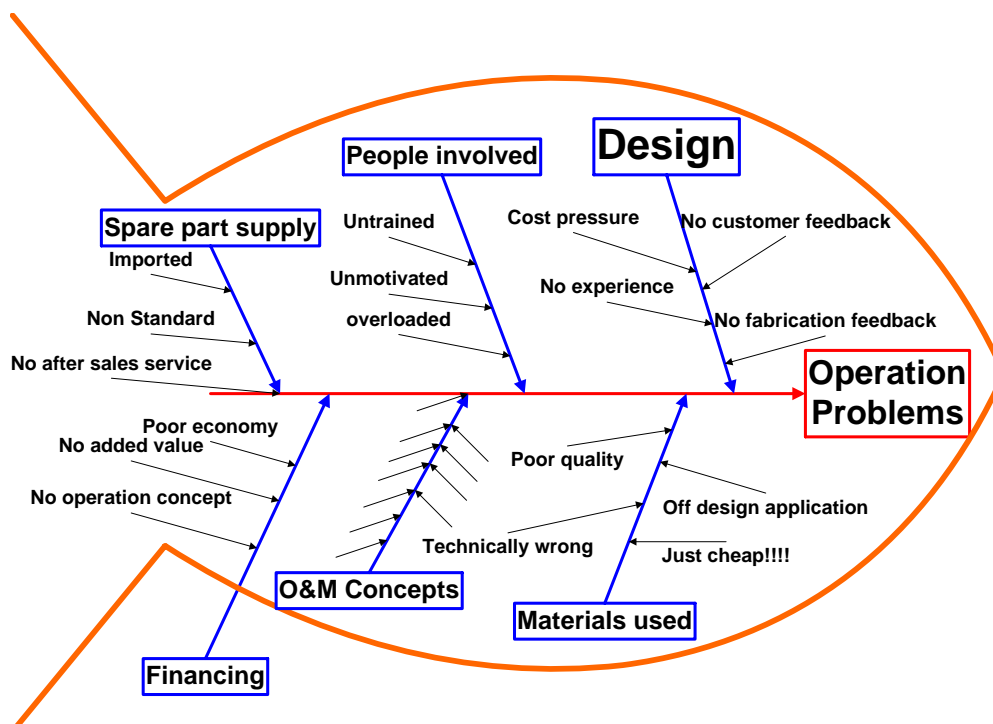 Design
People involved
Spare part supply
Untrained
Cost pressure
No customer feedback
Imported
Unmotivated
No experience
Non Standard
overloaded
No fabrication feedback
No after sales service
Operation
Problems
Poor economy
No added value
Poor quality
No operation concept
Off design application
Technically wrong
Just cheap!!!!
O&M Concepts
Materials used
Financing